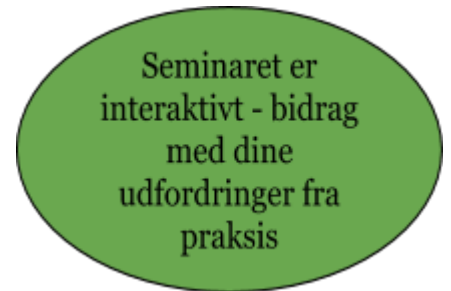 Seminaret er
interaktivt - bidrag
med dine
udfordringer fra
praksis